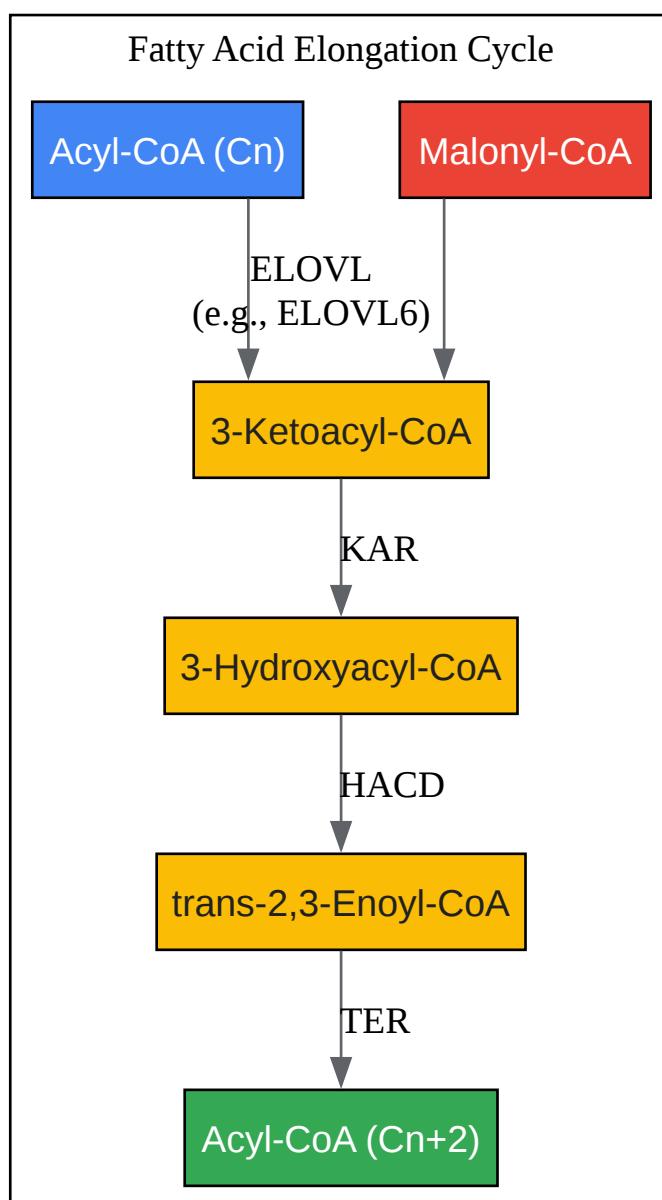 Fatty Acid Elongation Cycle
Acyl-CoA (Cn)
Malonyl-CoA
ELOVL
(e.g., ELOVL6)
3-Ketoacyl-CoA
KAR
3-Hydroxyacyl-CoA
HACD
trans-2,3-Enoyl-CoA
TER
Acyl-CoA (Cn+2)